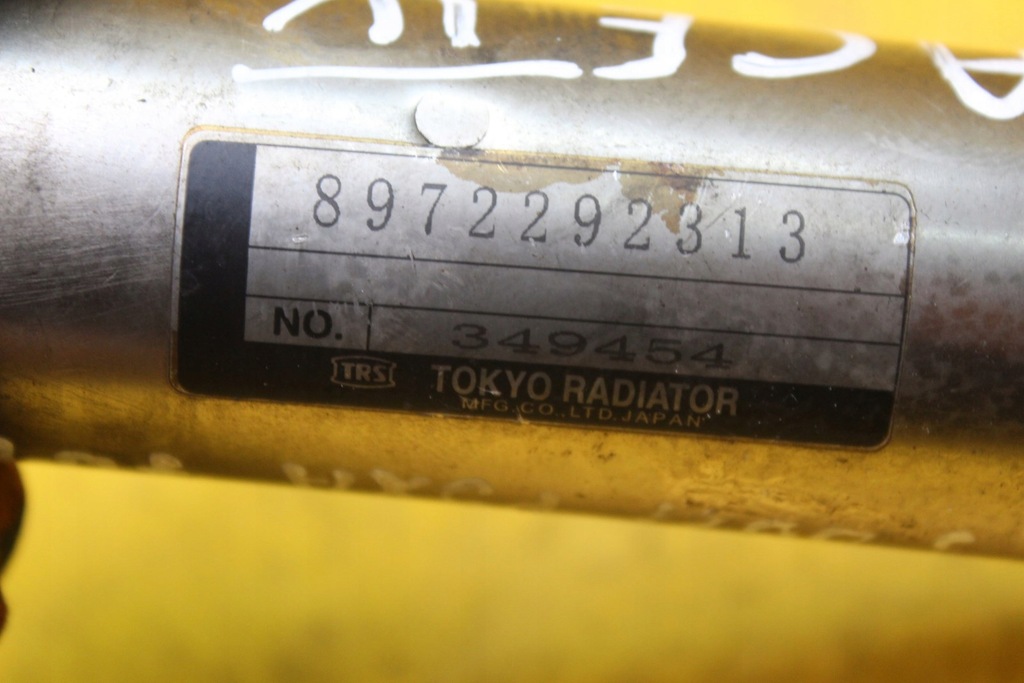 8972292313
NO. 349454
TRS TOKYO RADIATOR
MFG.CO.,LTD.JAPAN